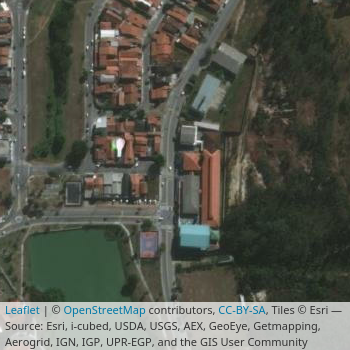 Leaflet | © OpenStreetMap contributors, CC-BY-SA, Tiles © Esri —
Source: Esri, i-cubed, USDA, USGS, AEX, GeoEye, Getmapping,
Aerogrid, IGN, IGP, UPR-EGP, and the GIS User Community